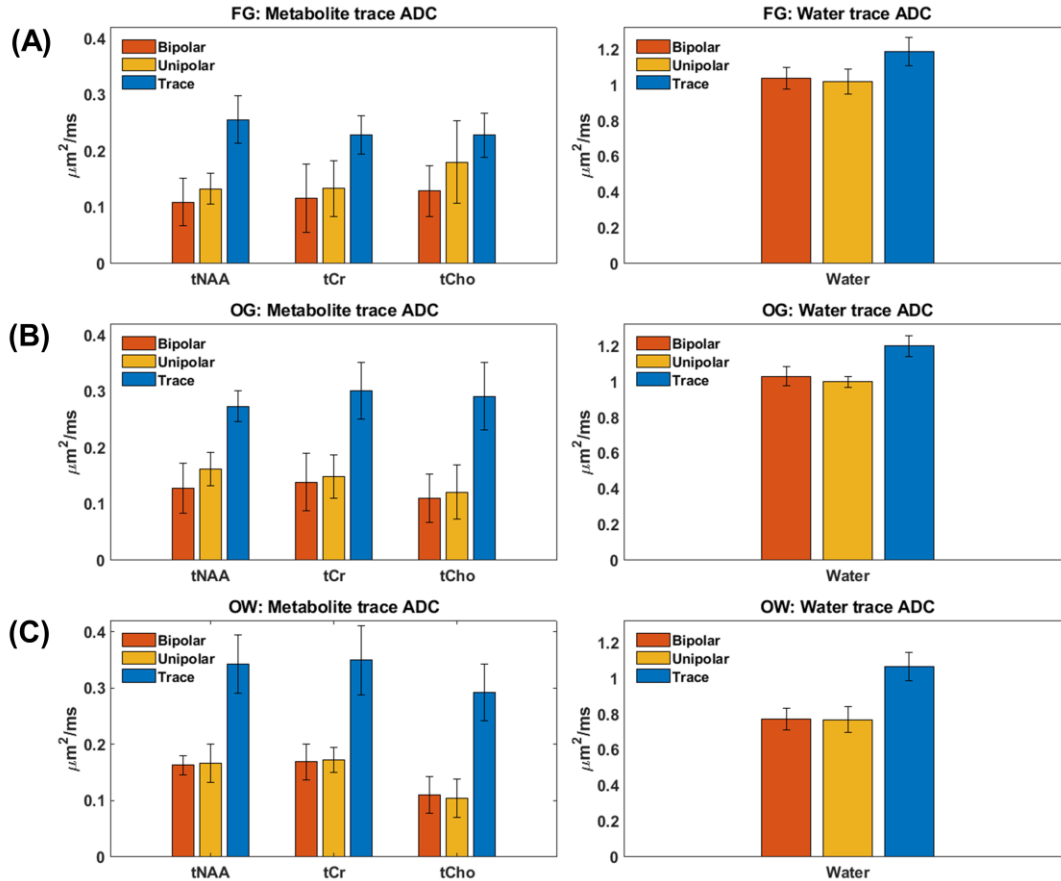 (A)
FG: Metabolite trace ADC
0.4
0.3
0.2
0.1
0
μm²/ms
Bipolar
Unipolar
Trace
tNAA tCr tCho
FG: Water trace ADC
1.2
1
0.8
0.6
0.4
0.2
0
μm²/ms
Bipolar
Unipolar
Trace
Water
(B)
OG: Metabolite trace ADC
0.4
0.3
0.2
0.1
0
μm²/ms
Bipolar
Unipolar
Trace
tNAA tCr tCho
OG: Water trace ADC
1.2
1
0.8
0.6
0.4
0.2
0
μm²/ms
Bipolar
Unipolar
Trace
Water
(C)
OW: Metabolite trace ADC
0.4
0.3
0.2
0.1
0
μm²/ms
Bipolar
Unipolar
Trace
tNAA tCr tCho
OW: Water trace ADC
1.2
1
0.8
0.6
0.4
0.2
0
μm²/ms
Bipolar
Unipolar
Trace
Water